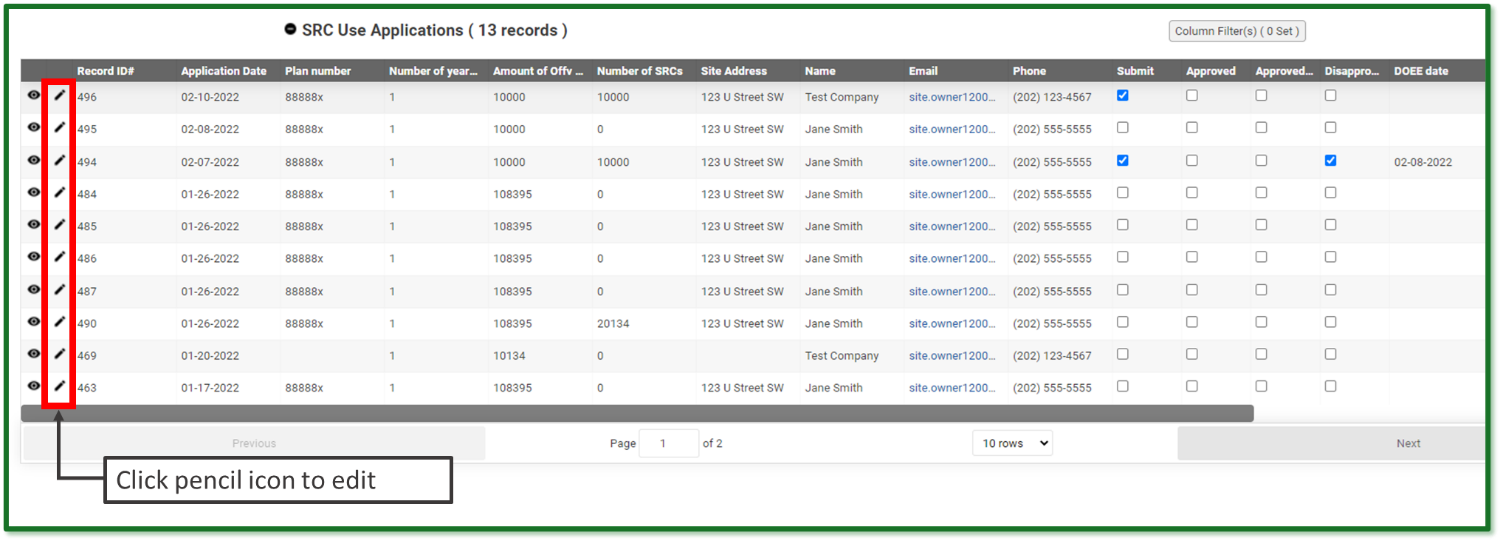 SRC Use Applications ( 13 records )
Column Filter(s) ( 0 Set )
Record ID# Application Date Plan number Number of year... Amount of Offv ... Number of SRCs Site Address Name Email Phone Submit Approved Approved... Disappro... DOEE date
496 02-10-2022 88888x 1 10000 10000 123 U Street SW Test Company site.owner1200... (202) 123-4567
495 02-08-2022 88888x 1 10000 0 123 U Street SW Jane Smith site.owner1200... (202) 555-5555
494 02-07-2022 88888x 1 10000 10000 123 U Street SW Jane Smith site.owner1200... (202) 555-5555 02-08-2022
484 01-26-2022 88888x 1 108395 0 123 U Street SW Jane Smith site.owner1200... (202) 555-5555
485 01-26-2022 88888x 1 108395 0 123 U Street SW Jane Smith site.owner1200... (202) 555-5555
486 01-26-2022 88888x 1 108395 0 123 U Street SW Jane Smith site.owner1200... (202) 555-5555
487 01-26-2022 88888x 1 108395 0 123 U Street SW Jane Smith site.owner1200... (202) 555-5555
490 01-26-2022 88888x 1 108395 20134 123 U Street SW Jane Smith site.owner1200... (202) 555-5555
469 01-20-2022 1 10134 0 Test Company site.owner1200... (202) 123-4567
463 01-17-2022 88888x 1 108395 0 123 U Street SW Jane Smith site.owner1200... (202) 555-5555
Previous Page 1 of 2 10 rows Next
Click pencil icon to edit